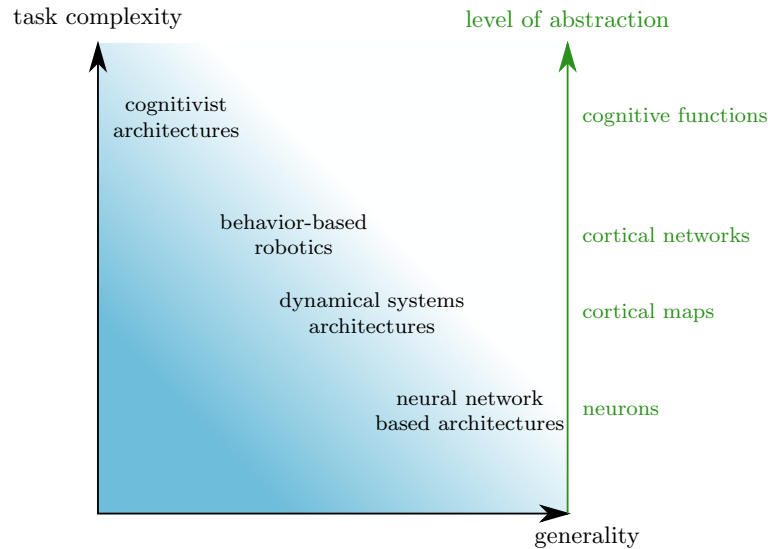 task complexity
level of abstraction
cognitivist
architectures
cognitive functions
behavior-based
robotics
cortical networks
dynamical systems
architectures
cortical maps
neural network
based architectures
neurons
generality